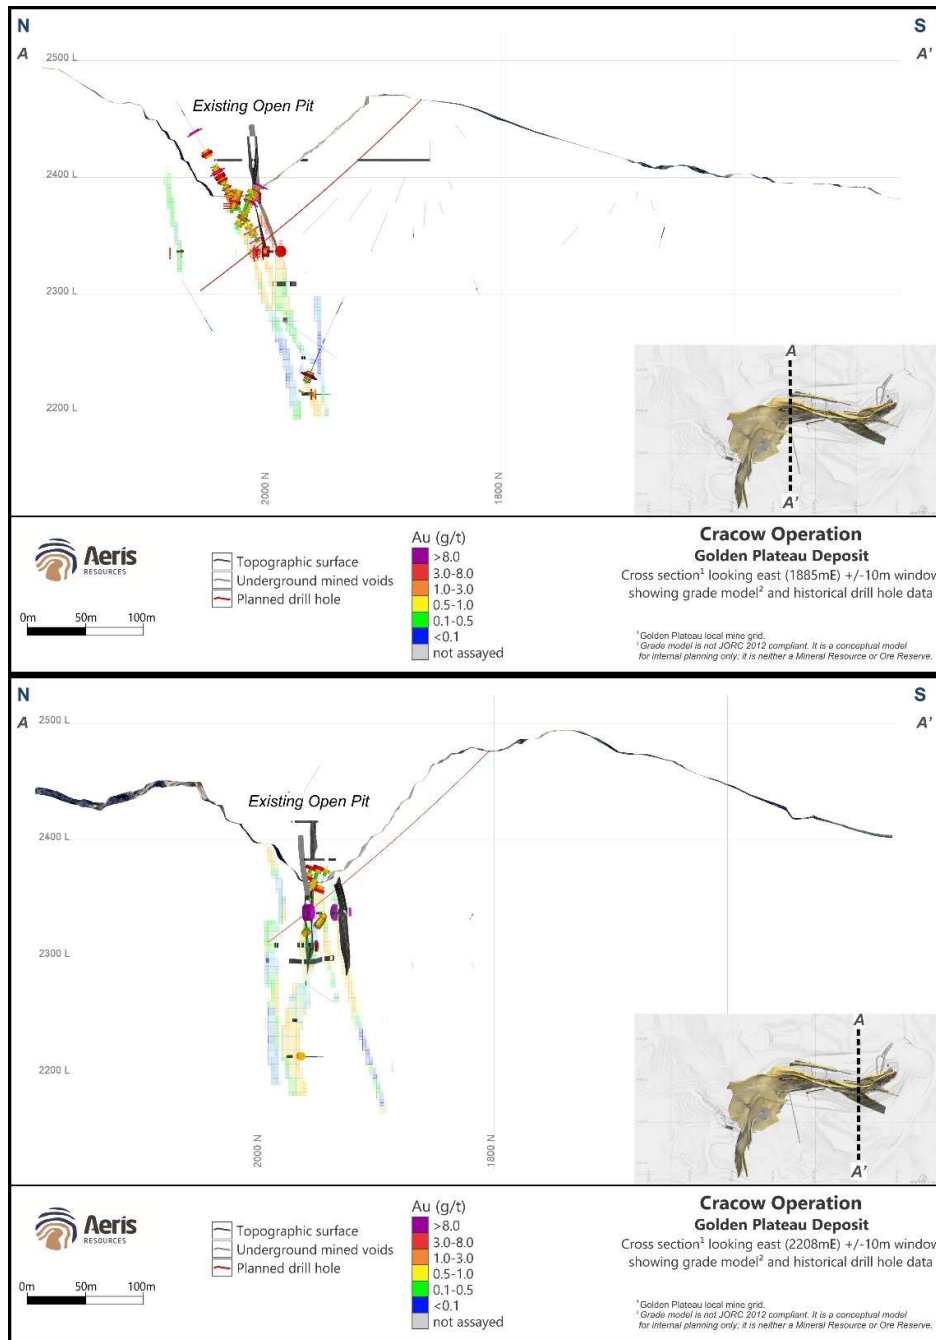 N
S
A
A'
2500 L
Existing Open Pit
2400 L
2300 L
2200 L
2000 N
1800 N
A
A'
Aeris
RESOURCES
0m 50m 100m
Topographic surface
Underground mined voids
Planned drill hole
Au (g/t)
>8.0
3.0-8.0
1.0-3.0
0.5-1.0
0.1-0.5
<0.1
not assayed
Cracow Operation
Golden Plateau Deposit
Cross section¹ looking east (1885mE) +/-10m window
showing grade model² and historical drill hole data
¹ Golden Plateau local mine grid.
² Grade model is not JORC 2012 compliant. It is a conceptual model
for internal planning only; it is neither a Mineral Resource or Ore Reserve.
N
S
A
A'
2500 L
Existing Open Pit
2400 L
2300 L
2200 L
2000 N
1800 N
A
A'
Aeris
RESOURCES
0m 50m 100m
Topographic surface
Underground mined voids
Planned drill hole
Au (g/t)
>8.0
3.0-8.0
1.0-3.0
0.5-1.0
0.1-0.5
<0.1
not assayed
Cracow Operation
Golden Plateau Deposit
Cross section¹ looking east (2208mE) +/-10m window
showing grade model² and historical drill hole data
¹ Golden Plateau local mine grid.
² Grade model is not JORC 2012 compliant. It is a conceptual model
for internal planning only; it is neither a Mineral Resource or Ore Reserve.